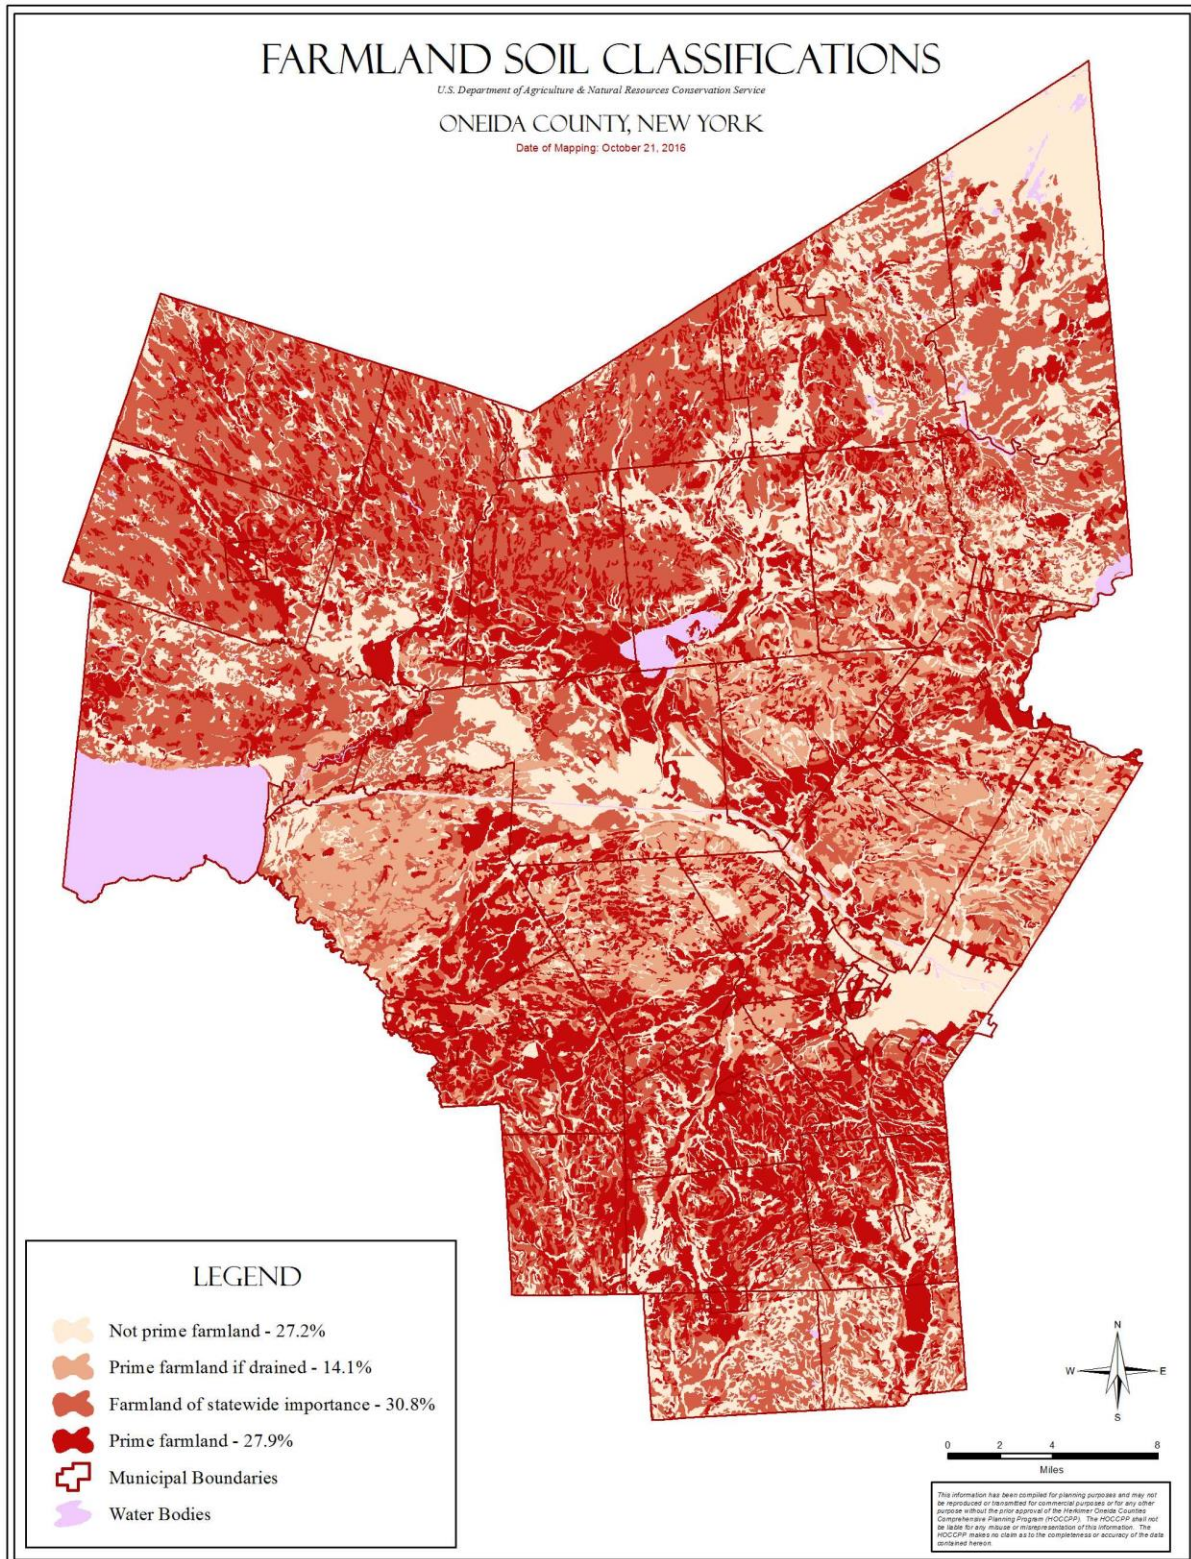 FARMLAND SOIL CLASSIFICATIONS
U.S. Department of Agriculture & Natural Resources Conservation Service
ONEIDA COUNTY, NEW YORK
Date of Mapping: October 21, 2016
LEGEND
Not prime farmland - 27.2%
Prime farmland if drained - 14.1%
Farmland of statewide importance - 30.8%
Prime farmland - 27.9%
Municipal Boundaries
Water Bodies
N
W E
S
0 2 4 8
Miles
This information has been compiled for planning purposes and may not
be reproduced or transmitted for commercial purposes or for any other
purpose without the prior approval of the Herkimer Oneida Counties
Comprehensive Planning Program (HOCCPP). The HOCCPP shall not
be liable for any misuse or misrepresentation of this information. The
HOCCPP makes no claim as to the completeness or accuracy of the data
contained hereon.